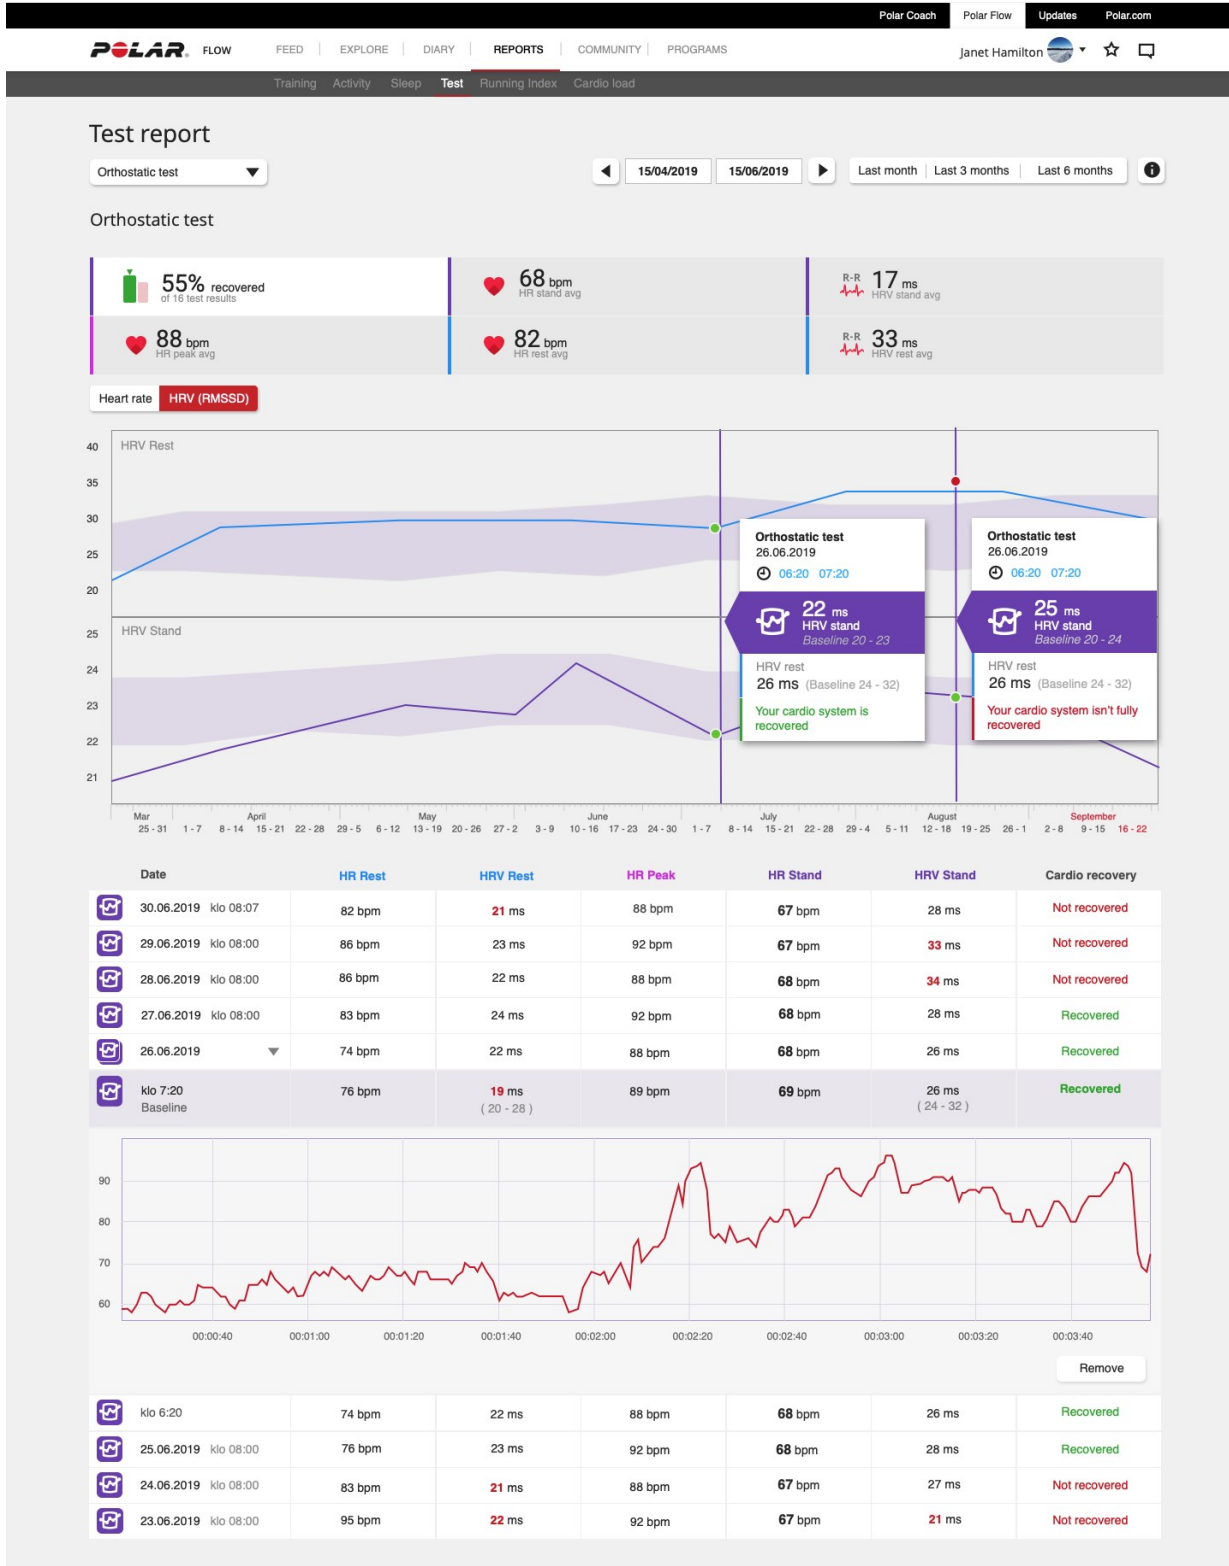 Polar Coach Polar Flow Updates Polar.com
POLAR. FLOW FEED EXPLORE DIARY REPORTS COMMUNITY PROGRAMS Janet Hamilton
Training Activity Sleep Test Running Index Cardio load
Test report
Orthostatic test 15/04/2019 15/06/2019 Last month Last 3 months Last 6 months
Orthostatic test
55% recovered
of 16 test results
68 bpm
HR stand avg
R-R 17 ms
HRV stand avg
88 bpm
HR peak avg
82 bpm
HR rest avg
R-R 33 ms
HRV rest avg
Heart rate HRV (RMSSD)
HRV Rest
40
35
30
25
20
HRV Stand
25
24
23
22
21
Orthostatic test
26.06.2019
06:20 07:20
22 ms
HRV stand
Baseline 20 - 23
HRV rest
26 ms (Baseline 24 - 32)
Your cardio system is
recovered
Orthostatic test
26.06.2019
06:20 07:20
25 ms
HRV stand
Baseline 20 - 24
HRV rest
26 ms (Baseline 24 - 32)
Your cardio system isn't fully
recovered
Mar April May June July August September
25 - 31 1 - 7 8 - 14 15 - 21 22 - 28 29 - 5 6 - 12 13 - 19 20 - 26 27 - 2 3 - 9 10 - 16 17 - 23 24 - 30 1 - 7 8 - 14 15 - 21 22 - 28 29 - 4 5 - 11 12 - 18 19 - 25 26 - 1 2 - 8 9 - 15 16 - 22
Date HR Rest HRV Rest HR Peak HR Stand HRV Stand Cardio recovery
30.06.2019 klo 08:07 82 bpm 21 ms 88 bpm 67 bpm 28 ms Not recovered
29.06.2019 klo 08:00 86 bpm 23 ms 92 bpm 67 bpm 33 ms Not recovered
28.06.2019 klo 08:00 86 bpm 22 ms 88 bpm 68 bpm 34 ms Not recovered
27.06.2019 klo 08:00 83 bpm 24 ms 92 bpm 68 bpm 28 ms Recovered
26.06.2019 74 bpm 22 ms 88 bpm 68 bpm 26 ms Recovered
klo 7:20 76 bpm 19 ms 89 bpm 69 bpm 26 ms Recovered
Baseline ( 20 - 28 ) ( 24 - 32 )
90
80
70
60
00:00:40 00:01:00 00:01:20 00:01:40 00:02:00 00:02:20 00:02:40 00:03:00 00:03:20 00:03:40
Remove
klo 6:20 74 bpm 22 ms 88 bpm 68 bpm 26 ms Recovered
25.06.2019 klo 08:00 76 bpm 23 ms 92 bpm 68 bpm 28 ms Recovered
24.06.2019 klo 08:00 83 bpm 21 ms 88 bpm 67 bpm 27 ms Not recovered
23.06.2019 klo 08:00 95 bpm 22 ms 92 bpm 67 bpm 21 ms Not recovered